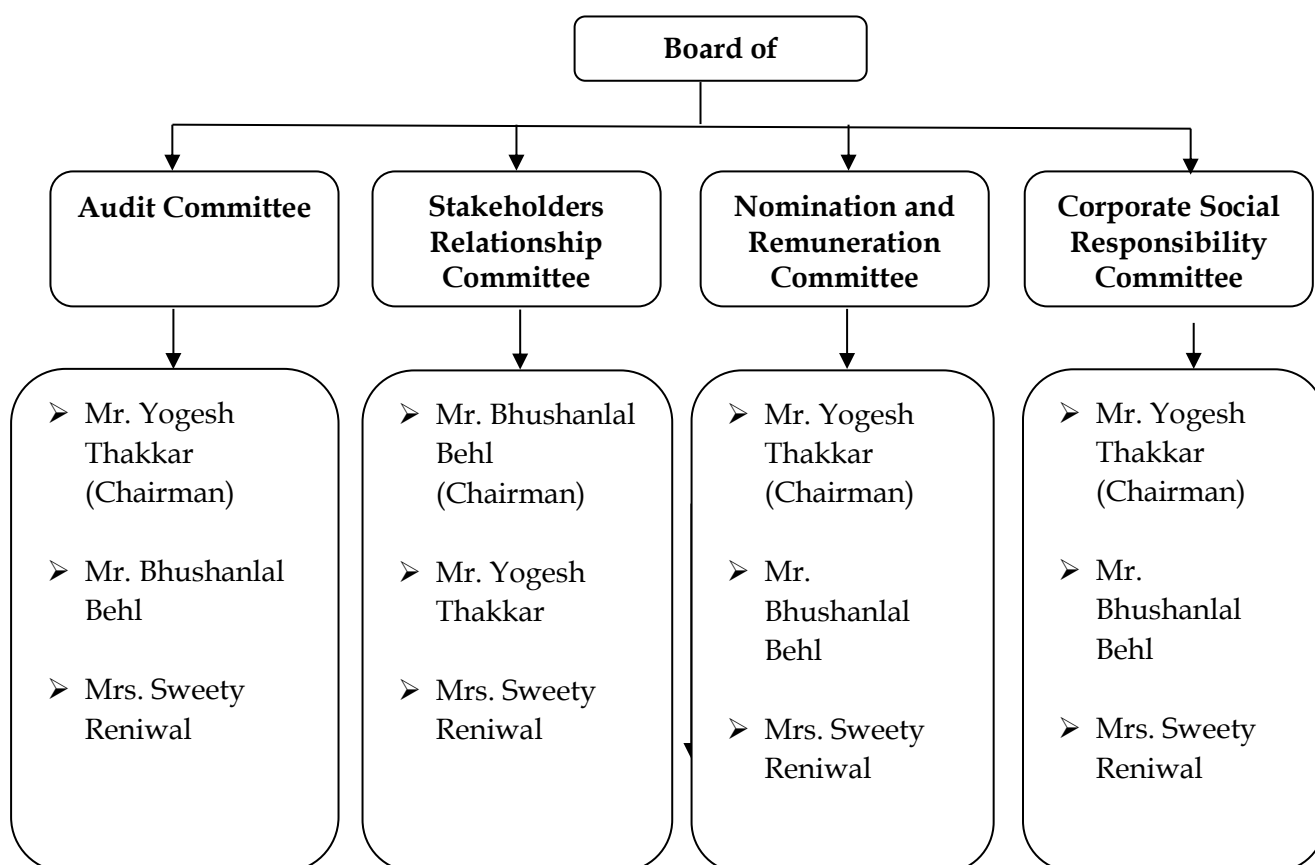 Board of
Audit Committee
Stakeholders
Relationship
Committee
Nomination and
Remuneration
Committee
Corporate Social
Responsibility
Committee
➢ Mr. Yogesh
Thakkar
(Chairman)
➢ Mr. Bhushanlal
Behl
➢ Mrs. Sweety
Reniwal
➢ Mr. Bhushanlal
Behl
(Chairman)
➢ Mr. Yogesh
Thakkar
➢ Mrs. Sweety
Reniwal
➢ Mr. Yogesh
Thakkar
(Chairman)
➢ Mr.
Bhushanlal
Behl
➢ Mrs. Sweety
Reniwal
➢ Mr. Yogesh
Thakkar
(Chairman)
➢ Mr.
Bhushanlal
Behl
➢ Mrs. Sweety
Reniwal